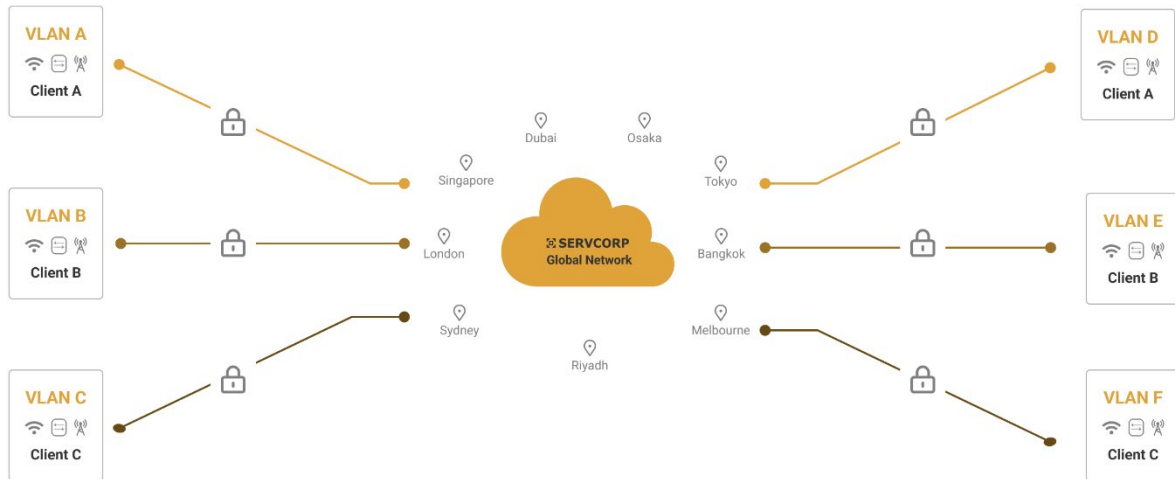 VLAN A
Client A
VLAN B
Client B
VLAN C
Client C
Dubai
Osaka
Singapore
Tokyo
London
Bangkok
Sydney
Melbourne
Riyadh
SERVCORP
Global Network
VLAN D
Client A
VLAN E
Client B
VLAN F
Client C